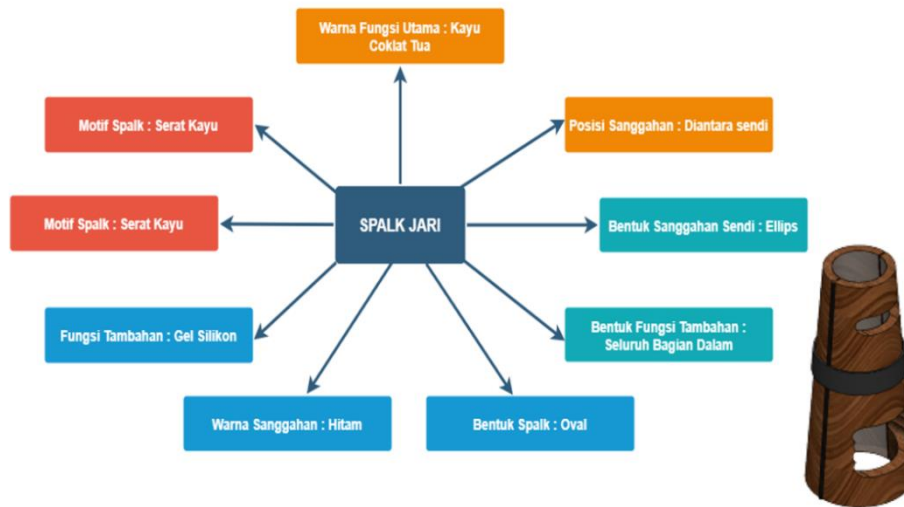 Warna Fungsi Utama : Kayu
Coklat Tua
Motif Spalk : Serat Kayu
Posisi Sanggahan : Diantara sendi
Motif Spalk : Serat Kayu
SPALK JARI
Bentuk Sanggahan Sendi : Ellips
Fungsi Tambahan : Gel Silikon
Bentuk Fungsi Tambahan :
Seluruh Bagian Dalam
Warna Sanggahan : Hitam
Bentuk Spalk : Oval